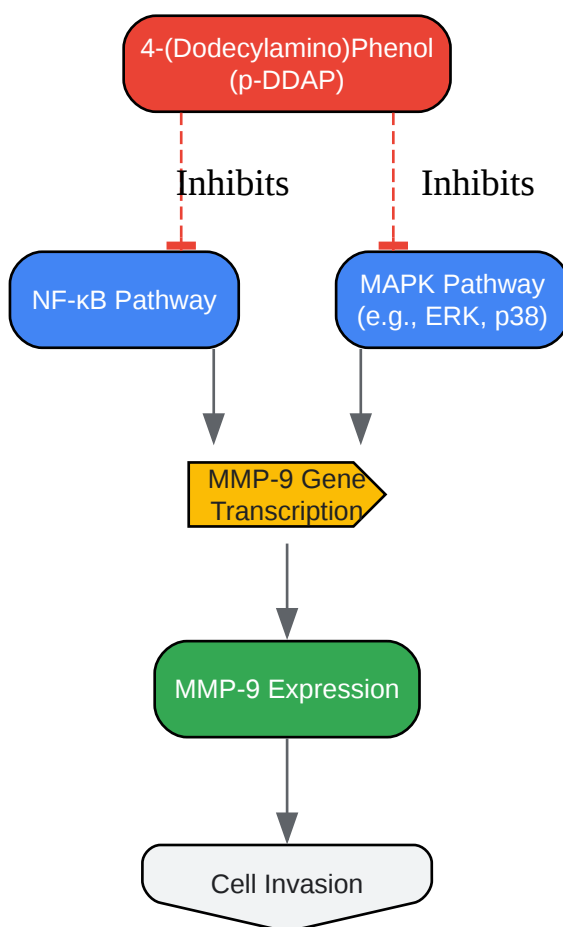 4-(Dodecylamino)Phenol
(p-DDAP)
Inhibits
Inhibits
NF-κB Pathway
MAPK Pathway
(e.g., ERK, p38)
MMP-9 Gene
Transcription
MMP-9 Expression
Cell Invasion